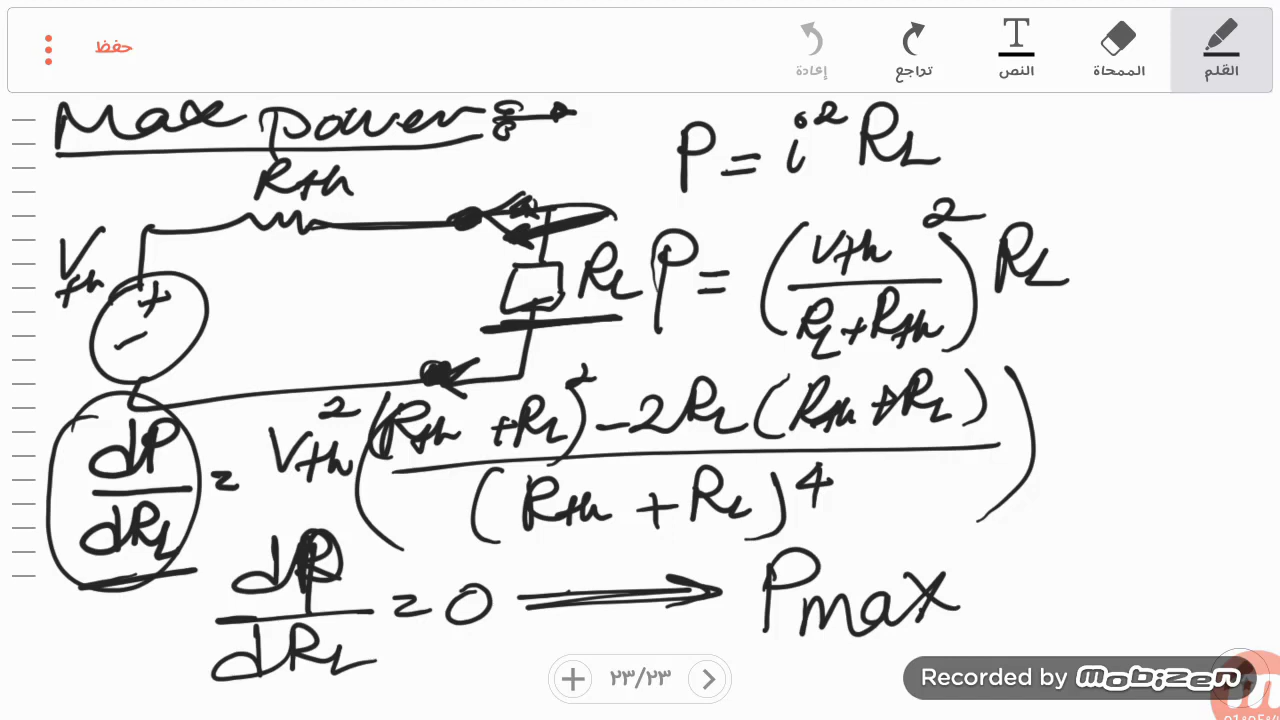 حفظ
إعادة
تراجع
النص
الممحاة
القلم
Max power
P = i² RL
Rth
Vth
+
-
RL
P = (Vth / (RL + Rth))² RL
dP/dRL = Vth² ((Rth + RL)² - 2RL (Rth + RL) / (Rth + RL)⁴)
dP/dRL = 0 ⟹ Pmax
٢٣/٢٣
Recorded by mobizen